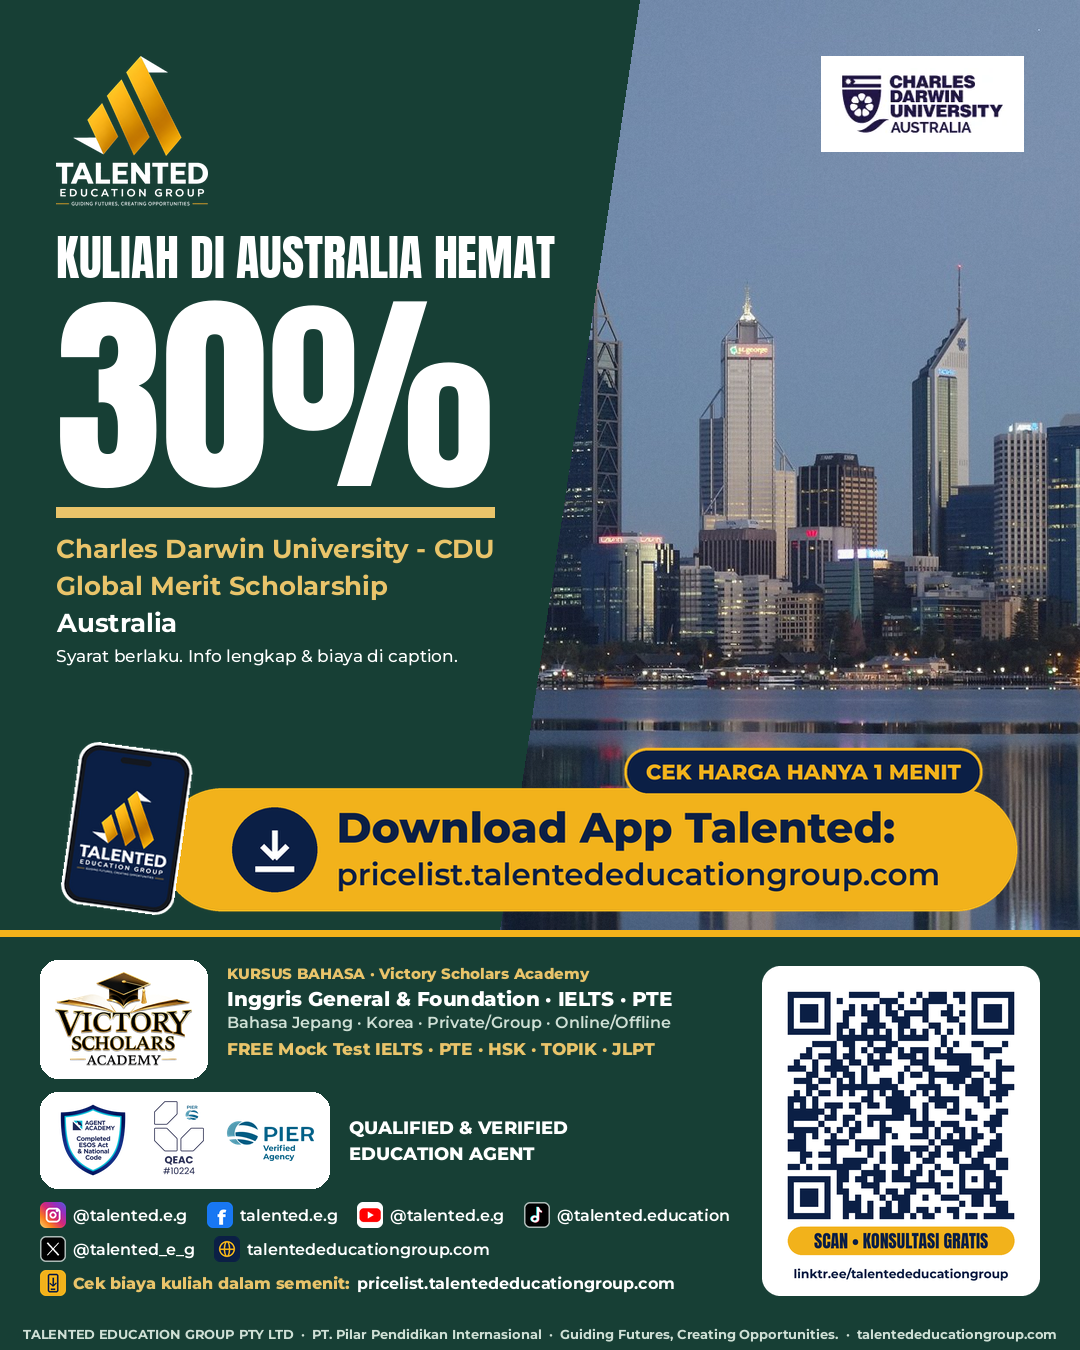 TALENTED
EDUCATION GROUP
GUIDING FUTURES, CREATING OPPORTUNITIES
CHARLES
DARWIN
UNIVERSITY
AUSTRALIA
KULIAH DI AUSTRALIA HEMAT
30%
st.george
Charles Darwin University - CDU
Global Merit Scholarship
Australia
Syarat berlaku. Info lengkap & biaya di caption.
CEK HARGA HANYA 1 MENIT
Download App Talented:
pricelist.talentededucationgroup.com
TALENTED
EDUCATION GROUP
KURSUS BAHASA · Victory Scholars Academy
Inggris General & Foundation · IELTS · PTE
Bahasa Jepang · Korea · Private/Group · Online/Offline
FREE Mock Test IELTS · PTE · HSK · TOPIK · JLPT
VICTORY
SCHOLARS
ACADEMY
AGENT
ACADEMY
Completed
ESOS Act
& National
Code
PIER
QEAC
#10224
PIER
Verified
Agency
QUALIFIED & VERIFIED
EDUCATION AGENT
@talented.e.g talented.e.g @talented.e.g @talented.education
@talented_e_g talentededucationgroup.com
Cek biaya kuliah dalam semenit: pricelist.talentededucationgroup.com
SCAN • KONSULTASI GRATIS
linktr.ee/talentededucationgroup
TALENTED EDUCATION GROUP PTY LTD · PT. Pilar Pendidikan Internasional · Guiding Futures, Creating Opportunities. · talentededucationgroup.com